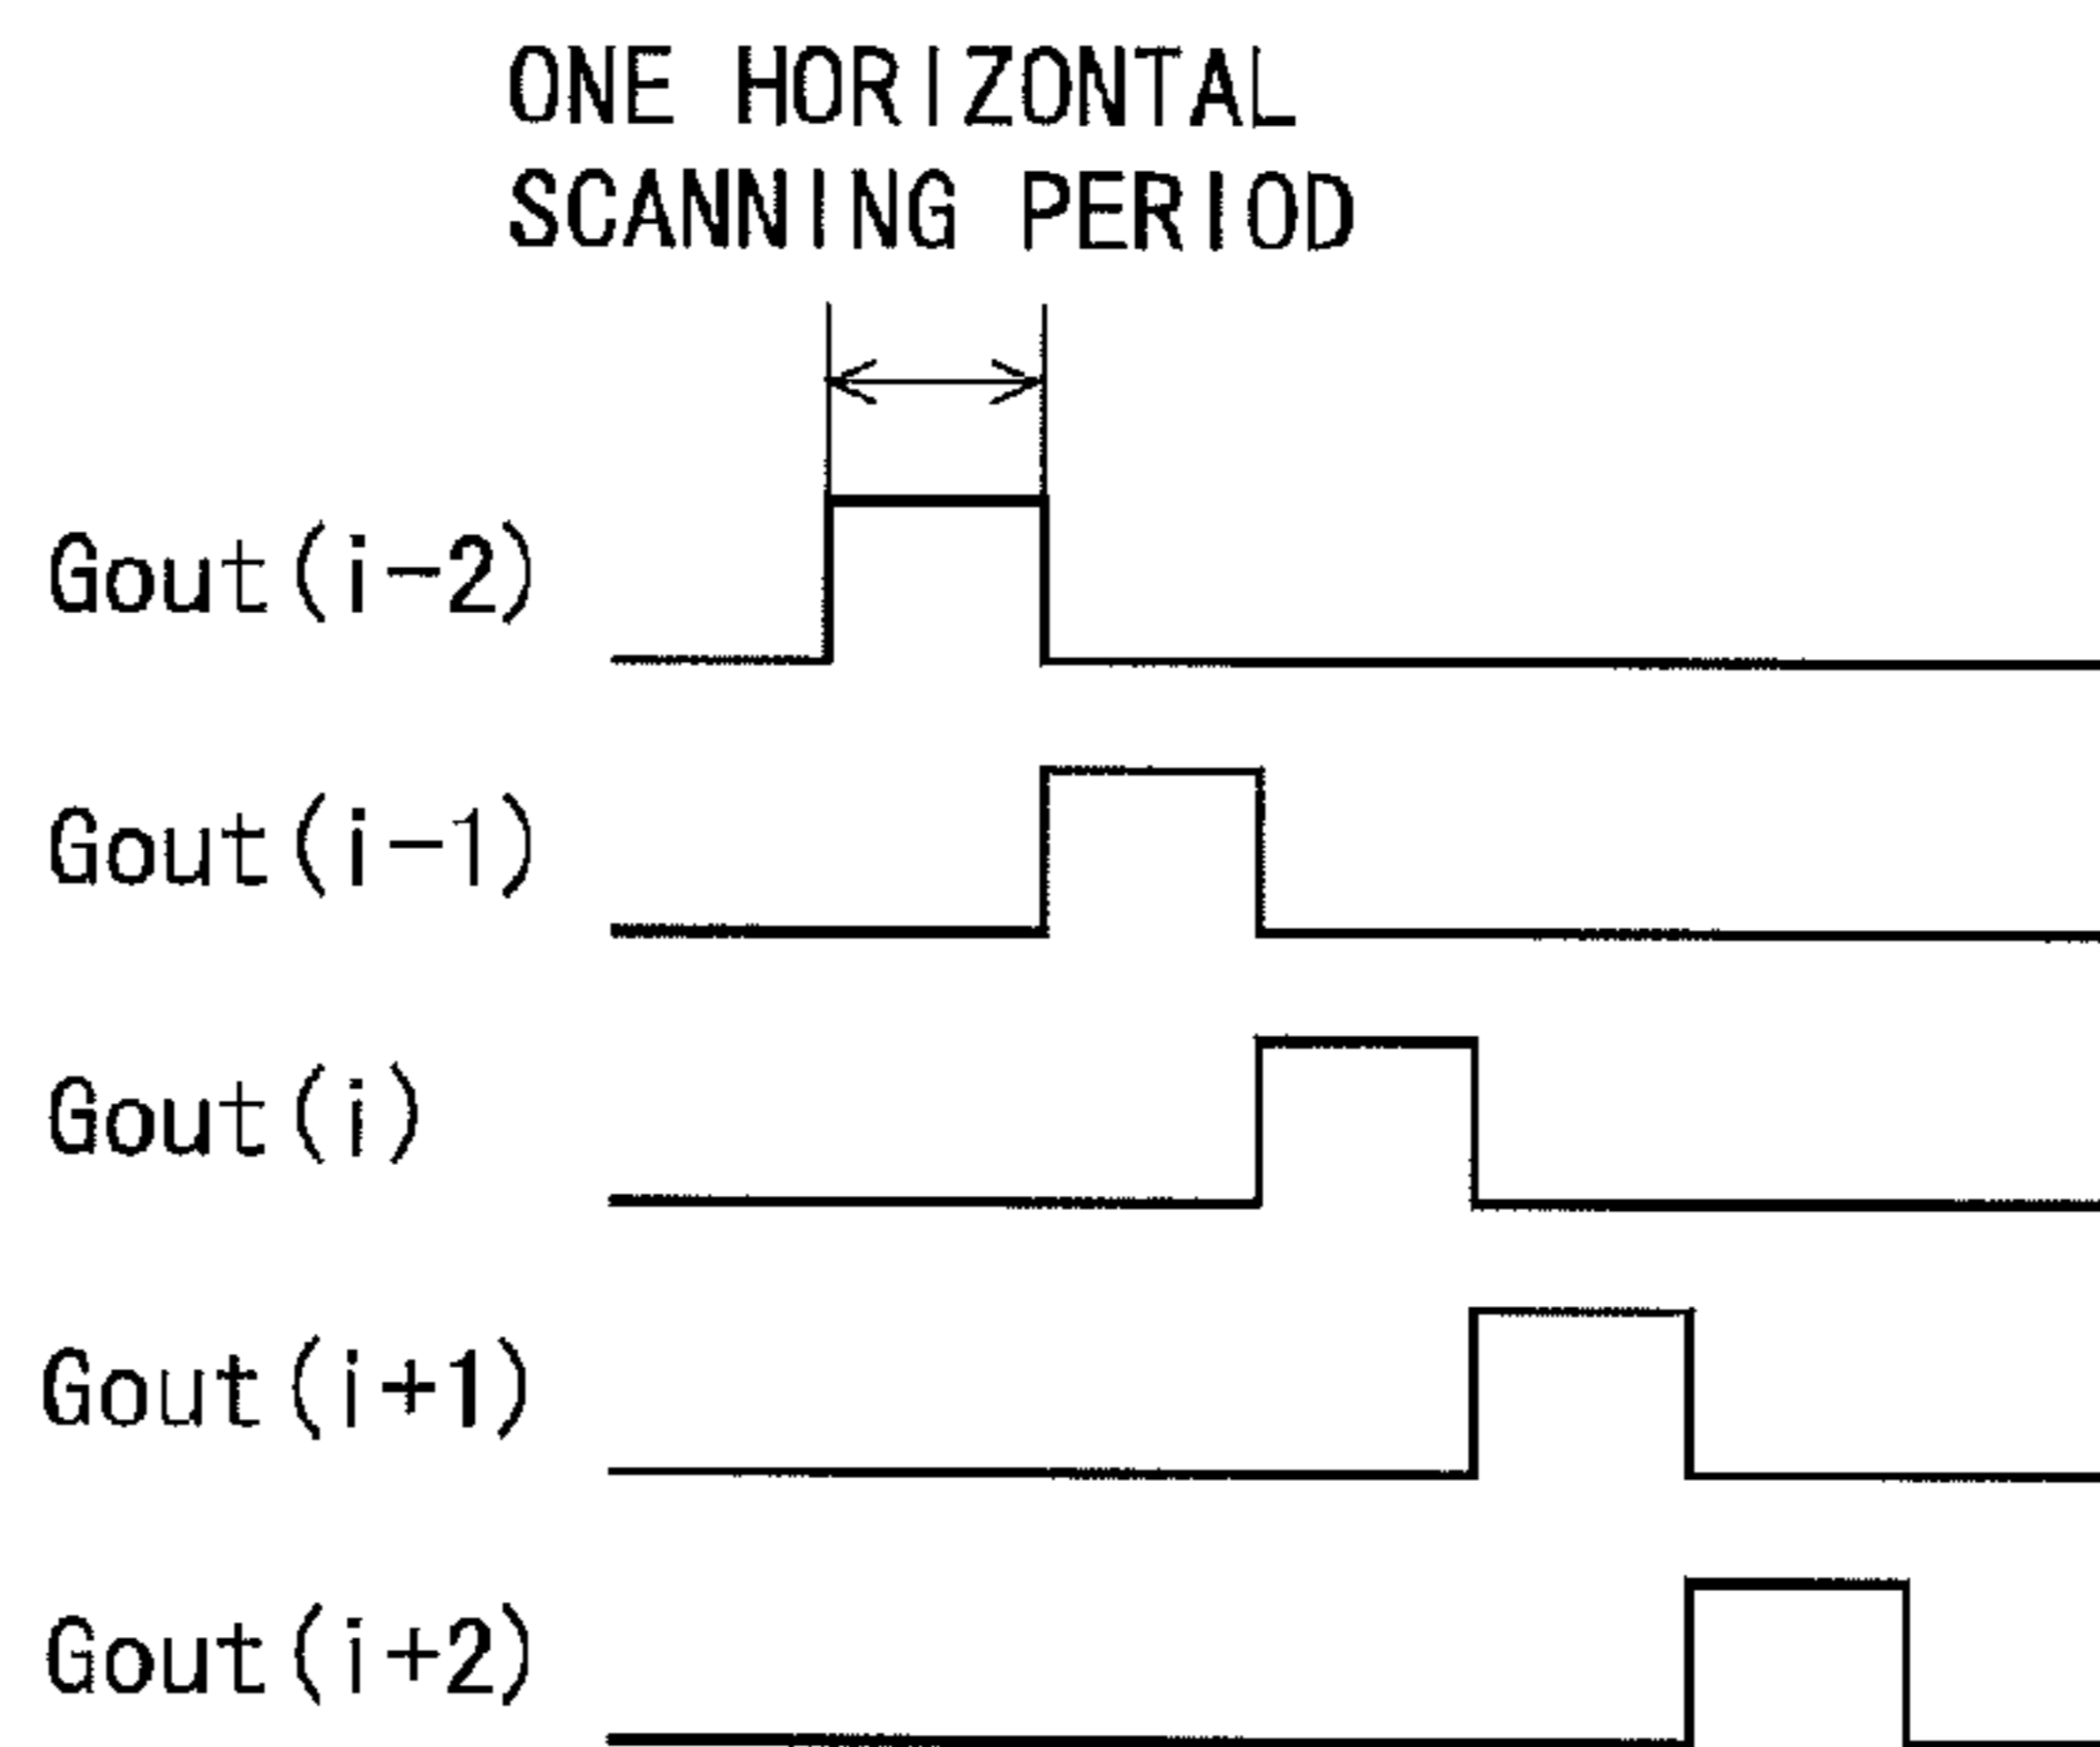 ONE HORIZONTAL
SCANNING PERIOD
Gout(i-2)
Gout(i-1)
Gout(i)
Gout(i+1)
Gout(i+2)